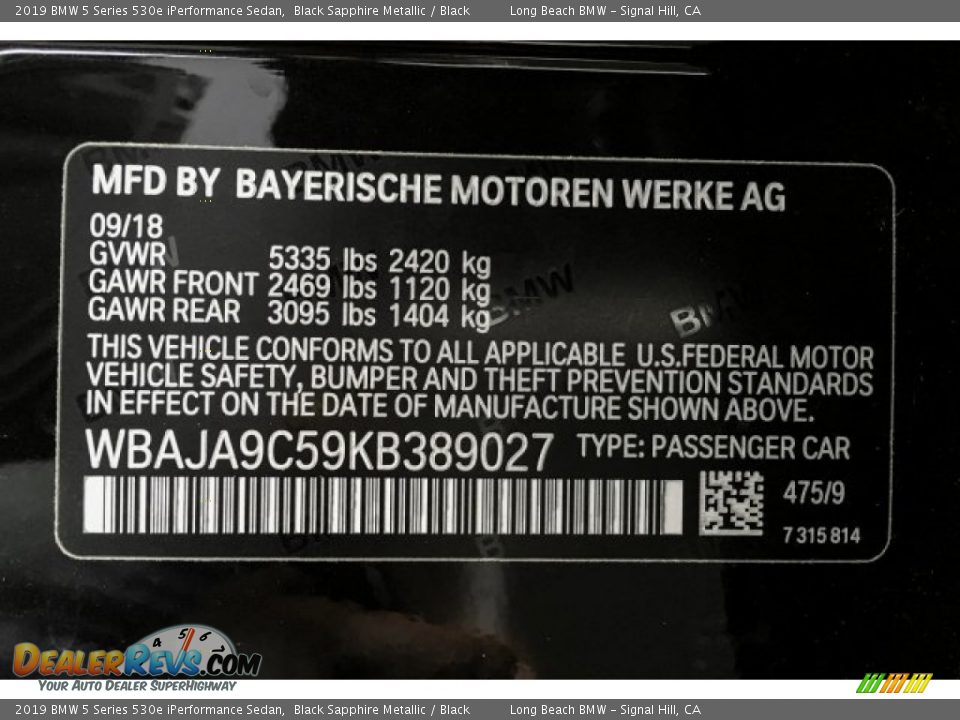 2019 BMW 5 Series 530e iPerformance Sedan, Black Sapphire Metallic / Black Long Beach BMW - Signal Hill, CA
MFD BY BAYERISCHE MOTOREN WERKE AG
09/18
GVWR 5335 lbs 2420 kg
GAWR FRONT 2469 lbs 1120 kg
GAWR REAR 3095 lbs 1404 kg
BMW
BMW
THIS VEHICLE CONFORMS TO ALL APPLICABLE U.S.FEDERAL MOTOR
VEHICLE SAFETY, BUMPER AND THEFT PREVENTION STANDARDS
IN EFFECT ON THE DATE OF MANUFACTURE SHOWN ABOVE.
WBAJA9C59KB389027 TYPE: PASSENGER CAR
475/9
7 315 814
4 5 6
DEALERREVS.COM
YOUR AUTO DEALER SUPERHIGHWAY
2019 BMW 5 Series 530e iPerformance Sedan, Black Sapphire Metallic / Black Long Beach BMW - Signal Hill, CA